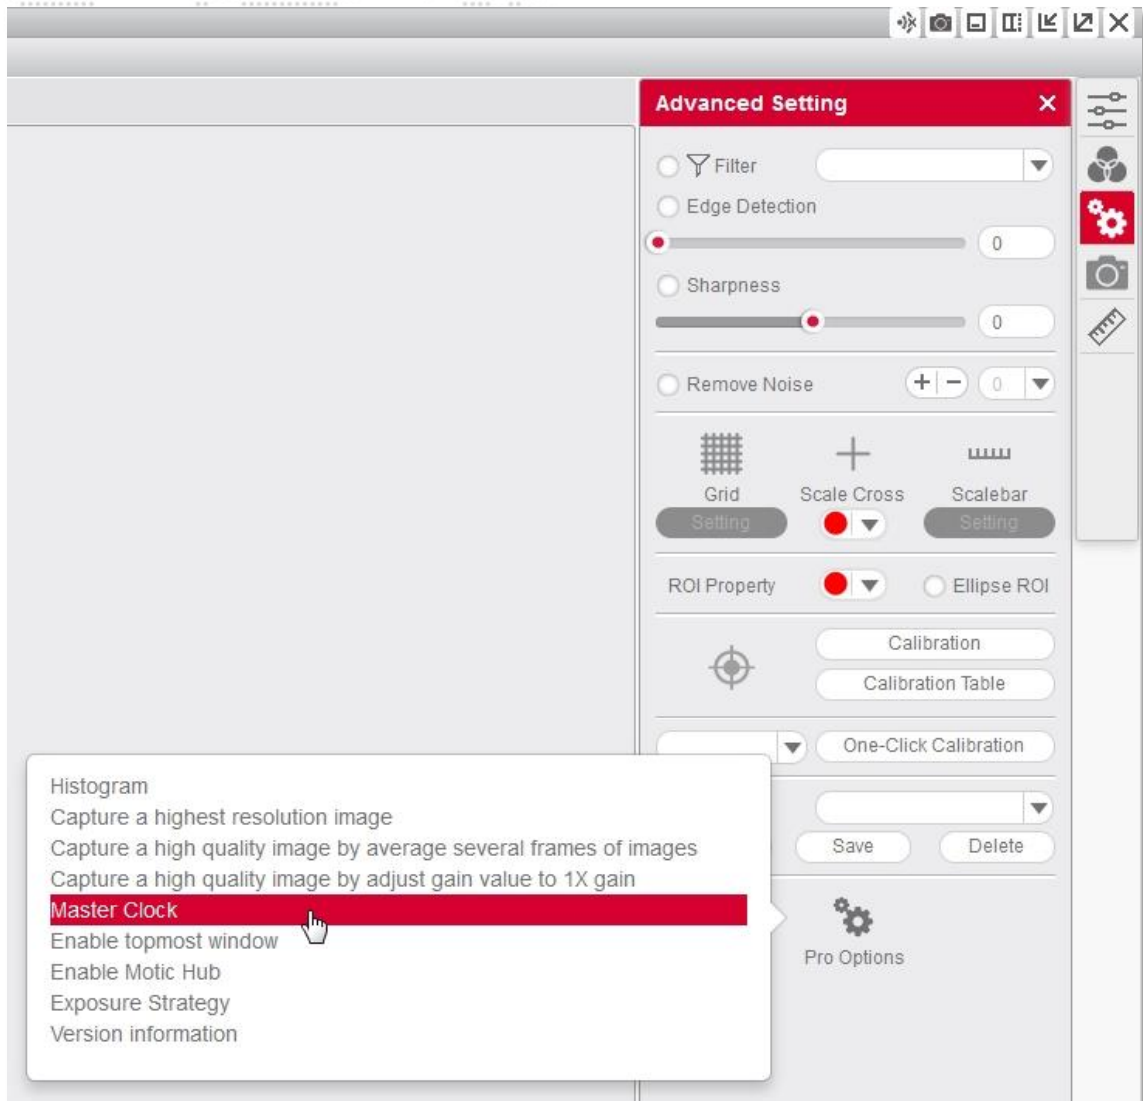 Advanced Setting
Filter
Edge Detection
0
Sharpness
0
Remove Noise
0
Grid Scale Cross Scalebar
Setting Setting
ROI Property Ellipse ROI
Calibration
Calibration Table
One-Click Calibration
Save Delete
Pro Options
Histogram
Capture a highest resolution image
Capture a high quality image by average several frames of images
Capture a high quality image by adjust gain value to 1X gain
Master Clock
Enable topmost window
Enable Motic Hub
Exposure Strategy
Version information